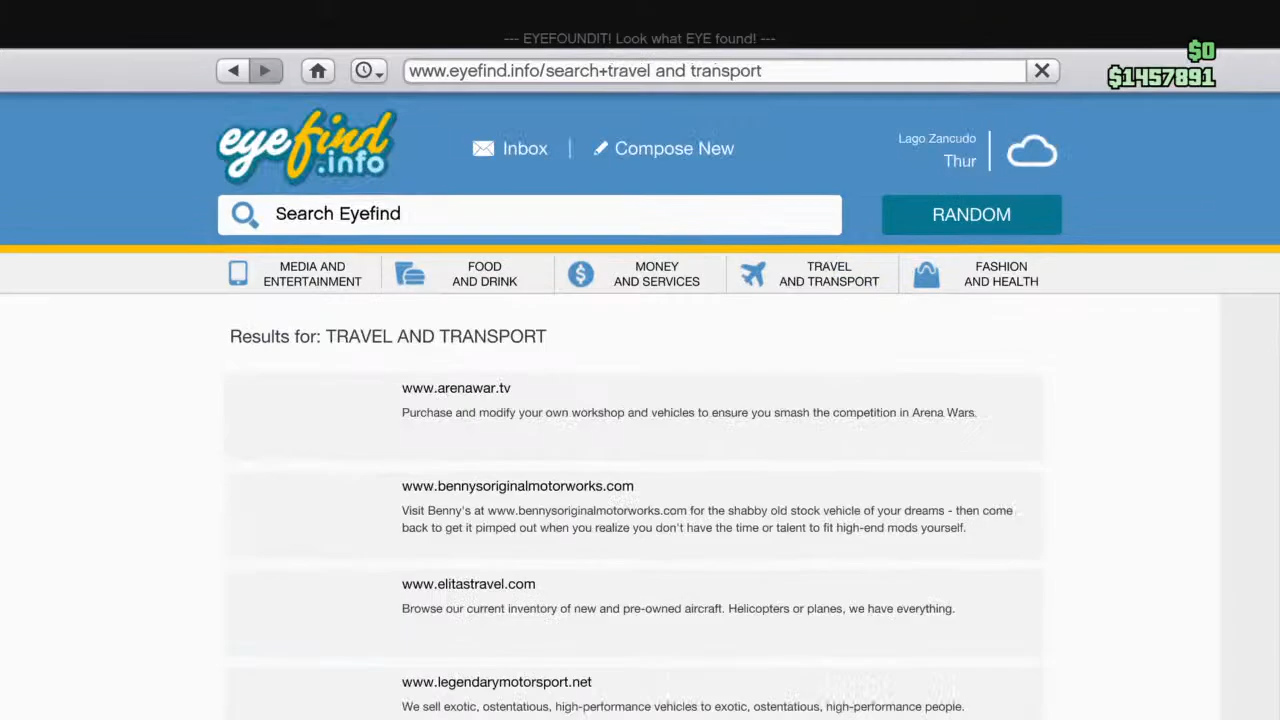 --- EYEFOUNDIT! Look what EYE found! ---
www.eyefind.info/search+travel and transport
$0
$1457891
eyefind
.info
Inbox
Compose New
Lago Zancudo
Thur
Search Eyefind
RANDOM
MEDIA AND
ENTERTAINMENT
FOOD
AND DRINK
MONEY
AND SERVICES
TRAVEL
AND TRANSPORT
FASHION
AND HEALTH
Results for: TRAVEL AND TRANSPORT
www.arenawar.tv
Purchase and modify your own workshop and vehicles to ensure you smash the competition in Arena Wars.
www.bennysoriginalmotorworks.com
Visit Benny's at www.bennysoriginalmotorworks.com for the shabby old stock vehicle of your dreams - then come
back to get it pimped out when you realize you don't have the time or talent to fit high-end mods yourself.
www.elitastravel.com
Browse our current inventory of new and pre-owned aircraft. Helicopters or planes, we have everything.
www.legendarymotorsport.net
We sell exotic, ostentatious, high-performance vehicles to exotic, ostentatious, high-performance people.